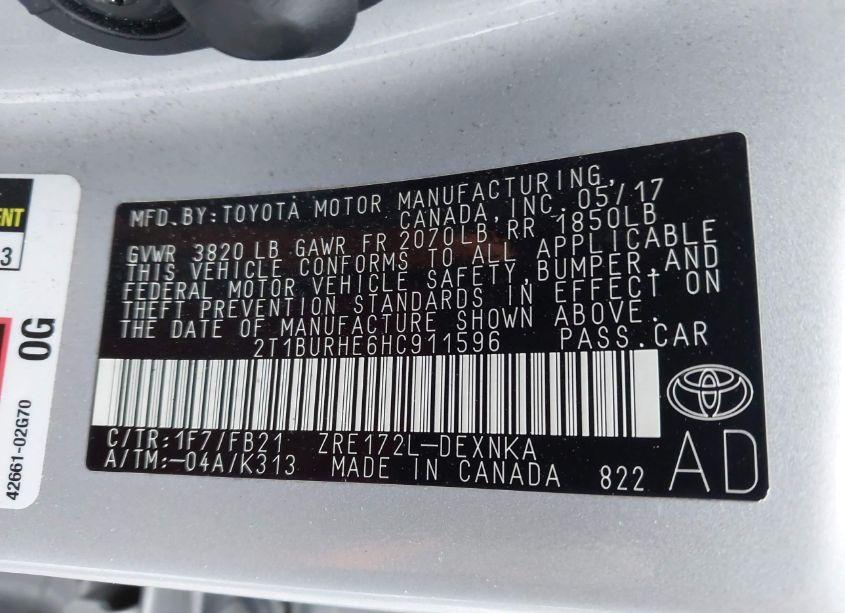 MFD. BY: TOYOTA MOTOR MANUFACTURING,
CANADA, INC. 05/17
GVWR 3820 LB GAWR FR 2070LB RR 1850LB
THIS VEHICLE CONFORMS TO ALL APPLICABLE
FEDERAL MOTOR VEHICLE SAFETY, BUMPER, AND
THEFT PREVENTION STANDARDS IN EFFECT ON
THE DATE OF MANUFACTURE SHOWN ABOVE.
2T1BURHE6HC911596 PASS. CAR
C/TR: 1F7/FB21 ZRE172L-DEXNKA
A/TM:-04A/K313 MADE IN CANADA 822
AD
3
0G
42661-02G70